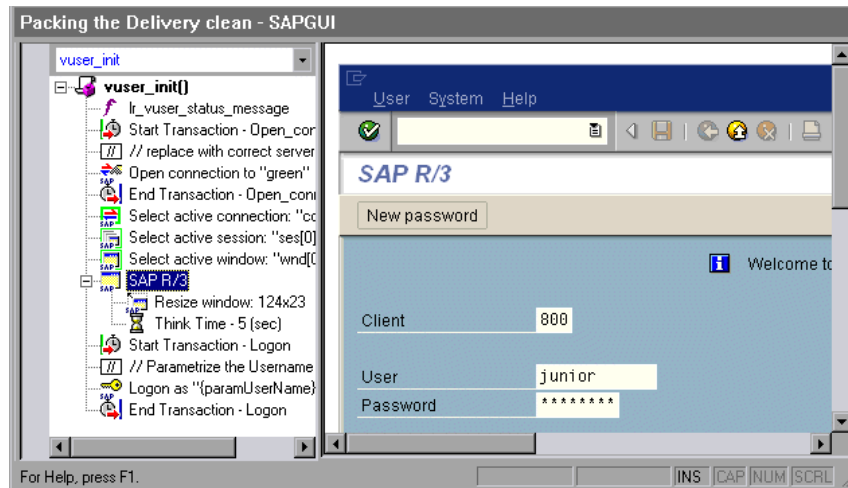 Packing the Delivery clean - SAPGUI
vuser_init
vuser_init()
lr_vuser_status_message
Start Transaction - Open_con
// replace with correct server
Open connection to "green"
End Transaction - Open_conn
Select active connection: "co
Select active session: "ses[0]
Select active window: "wnd[0
SAP R/3
Resize window: 124x23
Think Time - 5 (sec)
Start Transaction - Logon
// Parametrize the Username
Logon as "{paramUserName}
End Transaction - Logon
User System Help
SAP R/3
New password
Welcome to
Client 800
User junior
Password ********
For Help, press F1.
INS CAP NUM SCRL